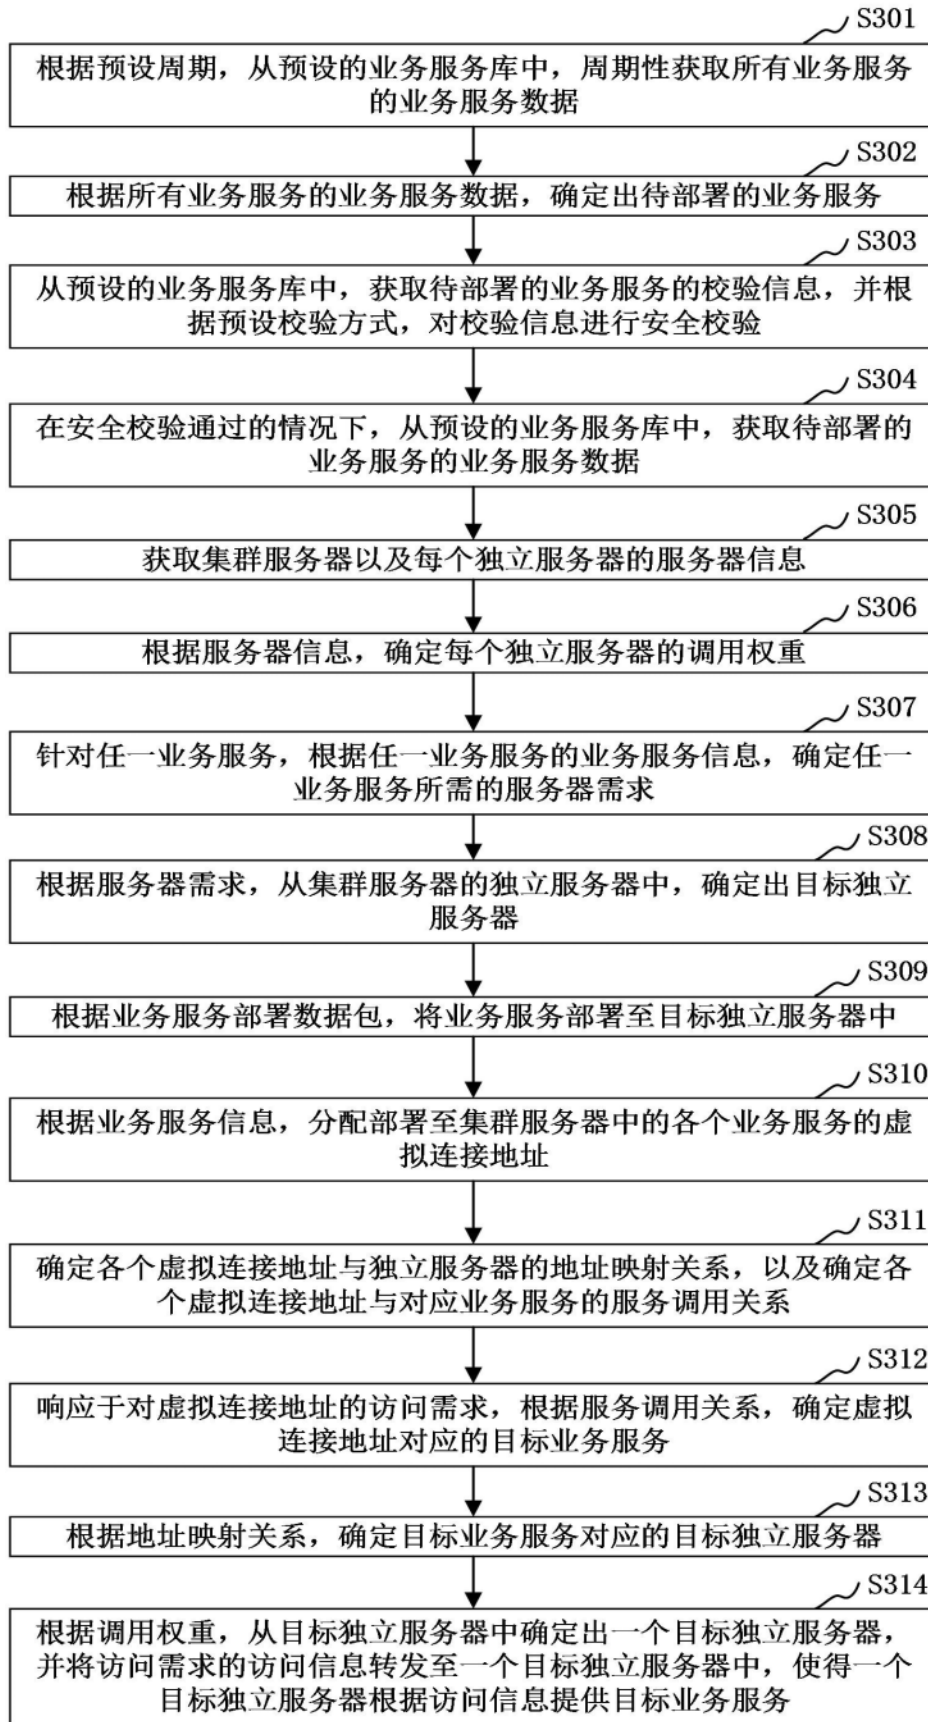 S301
根据预设周期，从预设的业务服务库中，周期性获取所有业务服务
的业务服务数据
S302
根据所有业务服务的业务服务数据，确定出待部署的业务服务
S303
从预设的业务服务库中，获取待部署的业务服务的校验信息，并根
据预设校验方式，对校验信息进行安全校验
S304
在安全校验通过的情况下，从预设的业务服务库中，获取待部署的
业务服务的业务服务数据
S305
获取集群服务器以及每个独立服务器的服务器信息
S306
根据服务器信息，确定每个独立服务器的调用权重
S307
针对任一业务服务，根据任一业务服务的业务服务信息，确定任一
业务服务所需的服务器需求
S308
根据服务器需求，从集群服务器的独立服务器中，确定出目标独立
服务器
S309
根据业务服务部署数据包，将业务服务部署至目标独立服务器中
S310
根据业务服务信息，分配部署至集群服务器中的各个业务服务的虚
拟连接地址
S311
确定各个虚拟连接地址与独立服务器的地址映射关系，以及确定各
个虚拟连接地址与对应业务服务的服务调用关系
S312
响应于对虚拟连接地址的访问需求，根据服务调用关系，确定虚拟
连接地址对应的目标业务服务
S313
根据地址映射关系，确定目标业务服务对应的目标独立服务器
S314
根据调用权重，从目标独立服务器中确定出一个目标独立服务器，
并将访问需求的访问信息转发至一个目标独立服务器中，使得一个
目标独立服务器根据访问信息提供目标业务服务